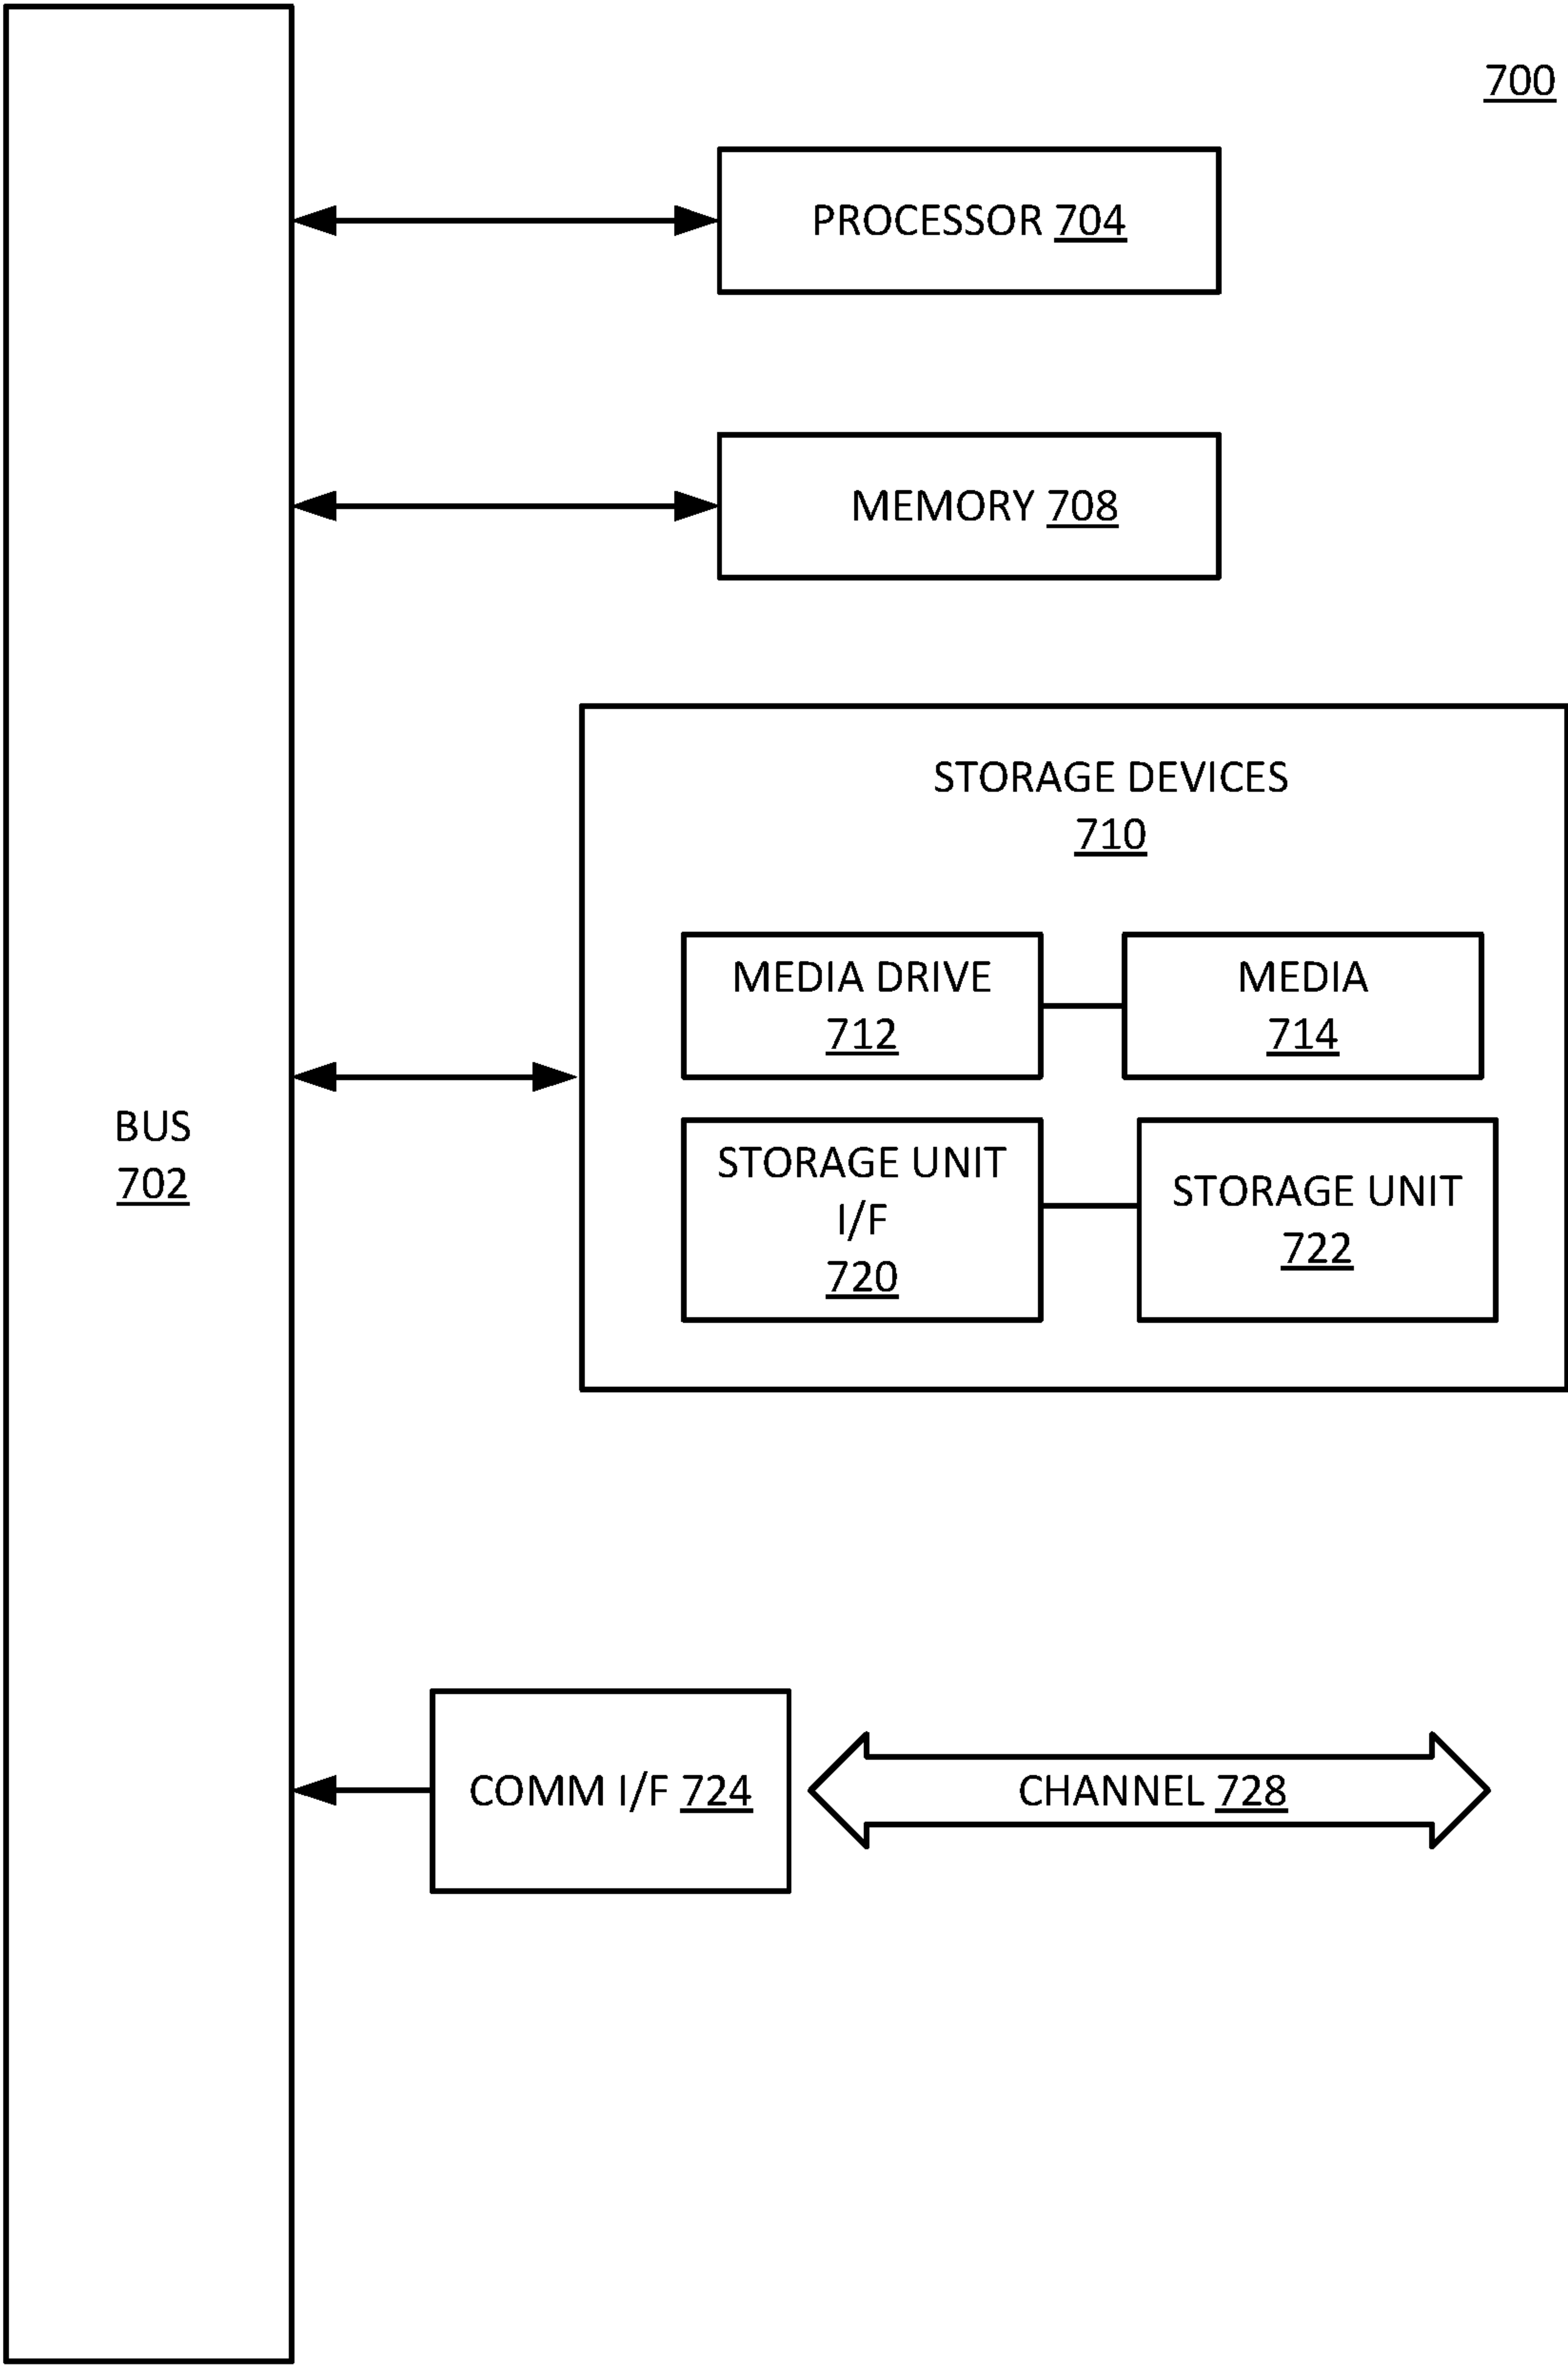 700
PROCESSOR 704
MEMORY 708
STORAGE DEVICES
710
MEDIA DRIVE
712
MEDIA
714
BUS
702
STORAGE UNIT
I/F
720
STORAGE UNIT
722
COMM I/F 724
CHANNEL 728